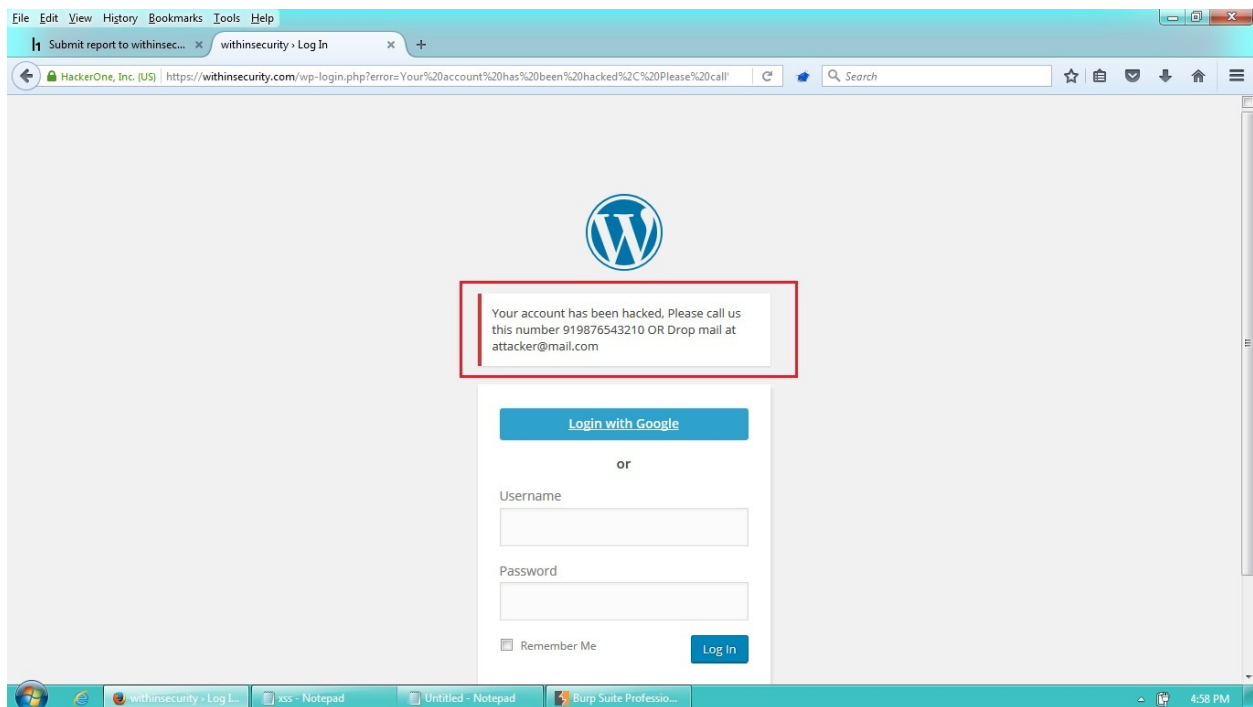 File Edit View History Bookmarks Tools Help
Submit report to withinsec... × withinsecurity › Log In × +
HackerOne, Inc. (US) https://withinsecurity.com/wp-login.php?error=Your%20account%20has%20been%20hacked%2C%20Please%20call' Search
Your account has been hacked, Please call us
this number 919876543210 OR Drop mail at
attacker@mail.com
Login with Google
or
Username
Password
Remember Me Log In
withinsecurity › Log I... xss - Notepad Untitled - Notepad Burp Suite Professio... 4:58 PM